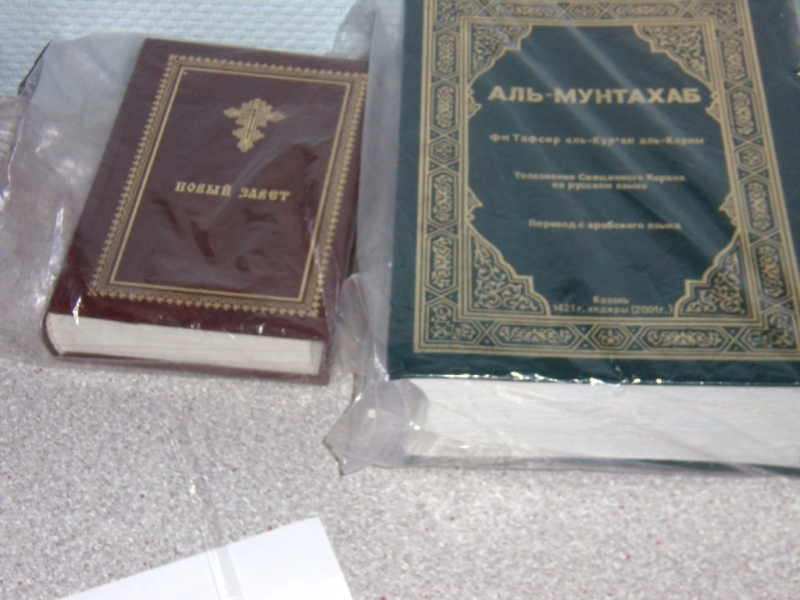 НОВЫЙ ЗАВЕТ
АЛЬ-МУНТАХАБ
Фи Тафсир аль-Кур'ан аль-Карим
Толкование Священного Корана
на русском языке
Перевод с арабского языка
Казань
1421 г. хиджры (2001г.)